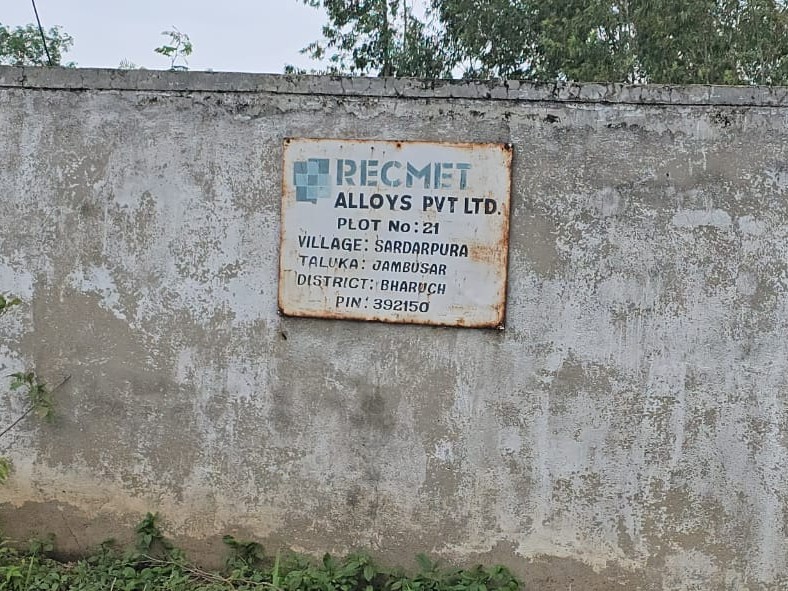 RECMET
ALLOYS PVT LTD.
PLOT No: 21
VILLAGE: SARDARPURA
TALUKA: JAMBUSAR
DISTRICT: BHARUCH
PIN: 392150